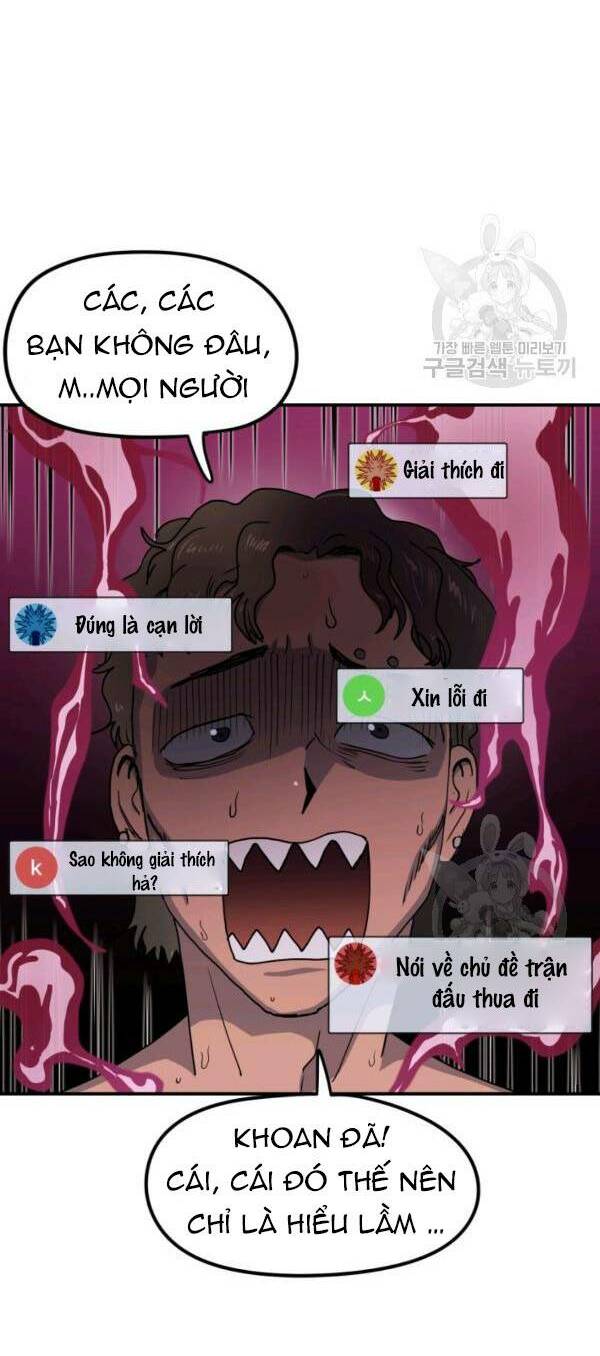 가장 빠른 웹툰 미리보기
구글검색 뉴토끼
CÁC, CÁC
BẠN KHÔNG ĐÂU,
M..MỌI NGƯỜI
Giải thích đi
Đúng là cạn lời
ㅅ
Xin lỗi đi
k
Sao không giải thích
hả?
Nói về chủ đề trận
đấu thua đi
KHOAN ĐÃ!
CÁI, CÁI ĐÓ THẾ NÊN
CHỈ LÀ HIỂU LẦM ...